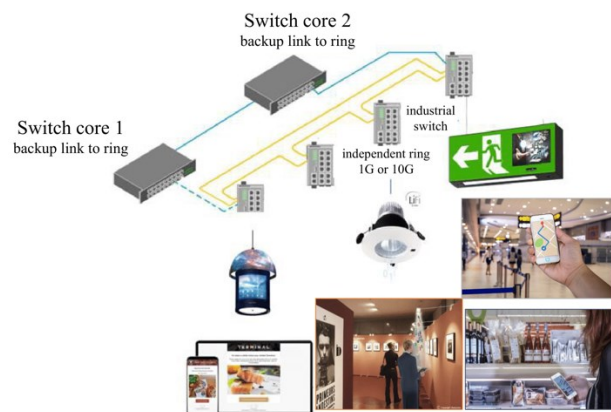 Switch core 2
backup link to ring
Switch core 1
backup link to ring
industrial
switch
independent ring
1G or 10G
LiFi
TERMINAL